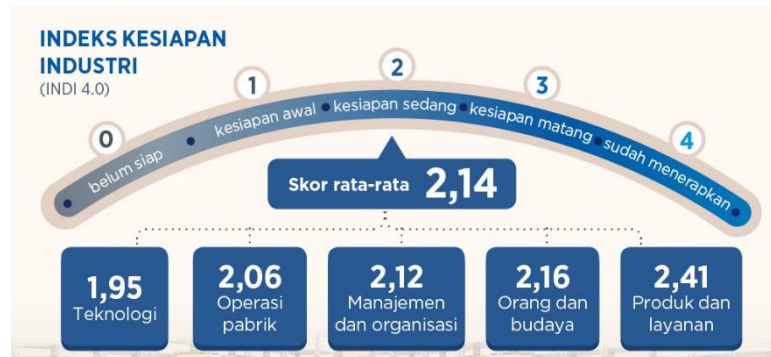 INDEKS KESIAPAN
INDUSTRI
(INDI 4.0)
0
1
2
3
4
belum siap
kesiapan awal
kesiapan sedang
kesiapan matang
sudah menerapkan
Skor rata-rata 2,14
1,95
Teknologi
2,06
Operasi
pabrik
2,12
Manajemen
dan organisasi
2,16
Orang dan
budaya
2,41
Produk dan
layanan